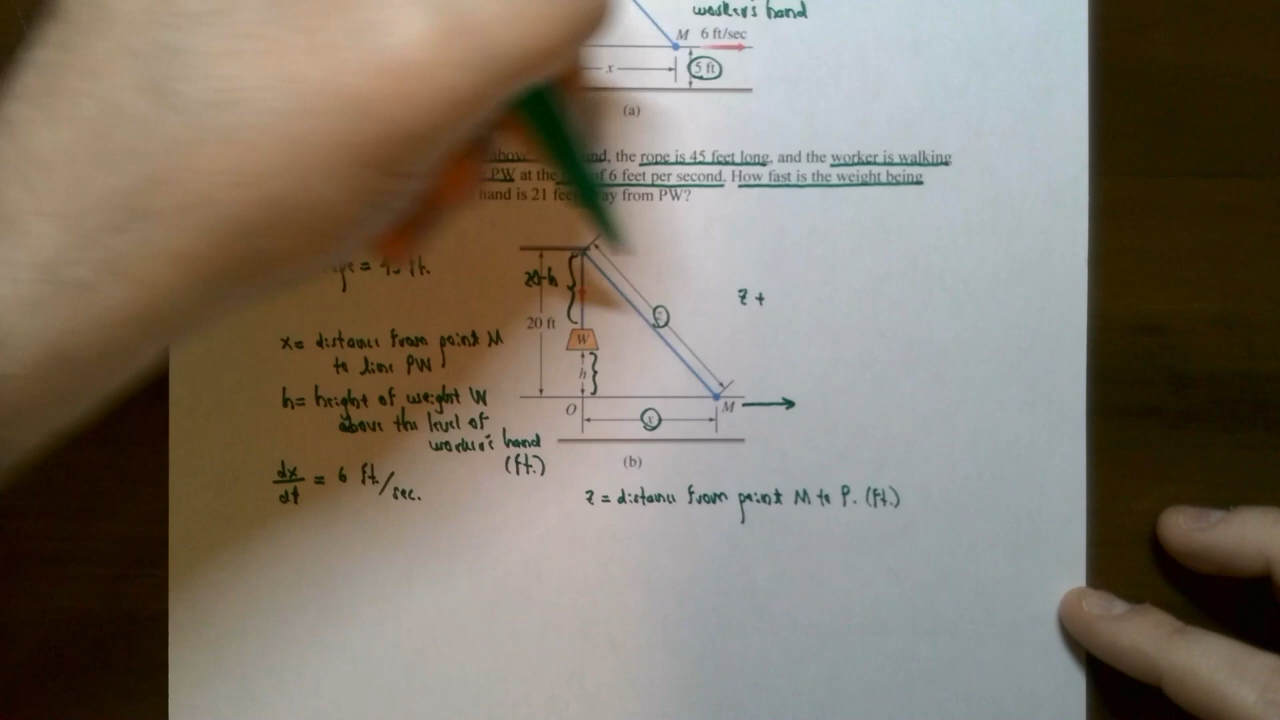 worker's hand
M 6 ft/sec
x
5 ft
(a)
the rope is 45 feet long, and the worker is walking
PW at the of 6 feet per second. How fast is the weight being
hand is 21 from PW?
ft.
20-h
z +
20 ft
z
W
x = distance from point M
to line PW
h
h = height of weight W
above the level of
worker's hand
(ft.)
O
x
M
dx/dt = 6 ft/sec.
(b)
z = distance from point M to P. (ft.)